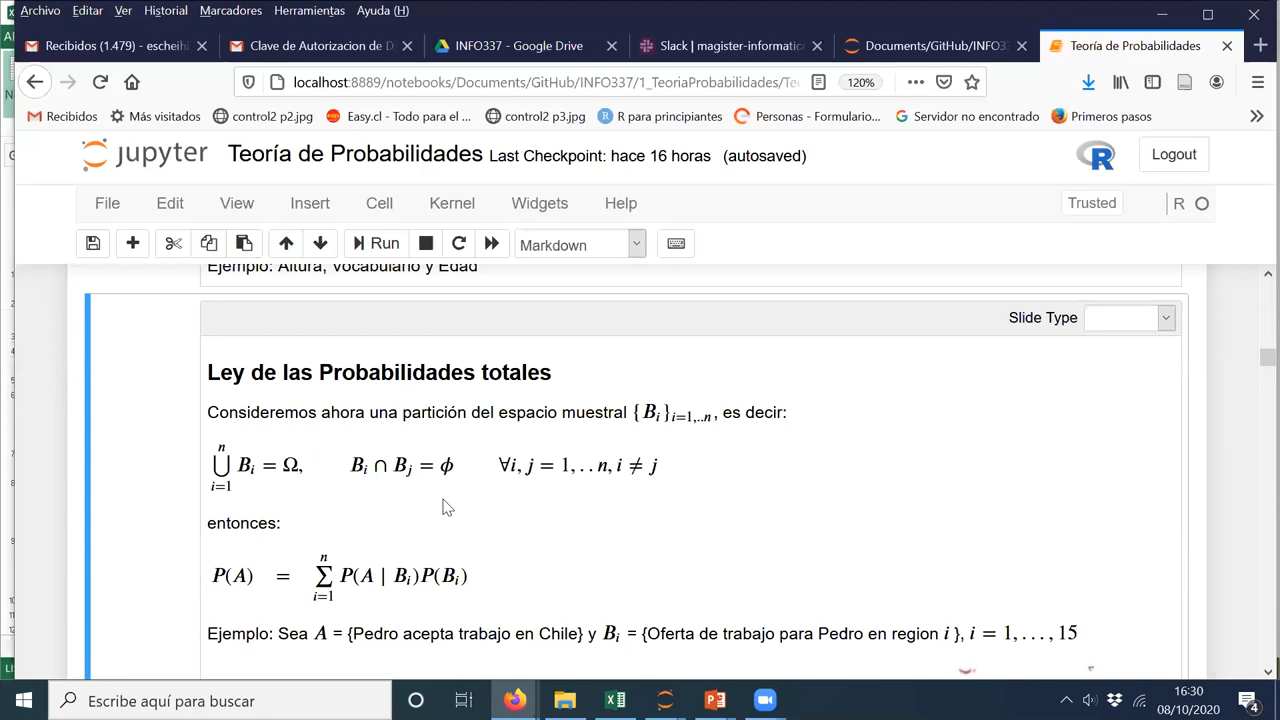 Archivo Editar Ver Historial Marcadores Herramientas Ayuda (H)
Recibidos (1.479) - escheih
Clave de Autorizacion de D
INFO337 - Google Drive
Slack | magister-informatic
Documents/GitHub/INFO3
Teoría de Probabilidades
localhost:8889/notebooks/Documents/GitHub/INFO337/1_TeoriaProbabilidades/Te
120%
Recibidos
Más visitados
control2 p2.jpg
Easy.cl - Todo para el ...
control2 p3.jpg
R para principiantes
Personas - Formulario...
Servidor no encontrado
Primeros pasos
jupyter Teoría de Probabilidades Last Checkpoint: hace 16 horas (autosaved)
R
Logout
File Edit View Insert Cell Kernel Widgets Help
Trusted
R
Run
Markdown
Ejemplo: Altura, Vocabulario y Edad
Slide Type
Ley de las Probabilidades totales
Consideremos ahora una partición del espacio muestral {B_i}_{i=1,..n}, es decir:
⋃_{i=1}^{n} B_i = Ω, B_i ∩ B_j = ϕ ∀i, j = 1, . . n, i ≠ j
entonces:
P(A) = ∑_{i=1}^{n} P(A | B_i)P(B_i)
Ejemplo: Sea A = {Pedro acepta trabajo en Chile} y B_i = {Oferta de trabajo para Pedro en region i }, i = 1, . . . , 15
Escribe aquí para buscar
16:30
08/10/2020
4